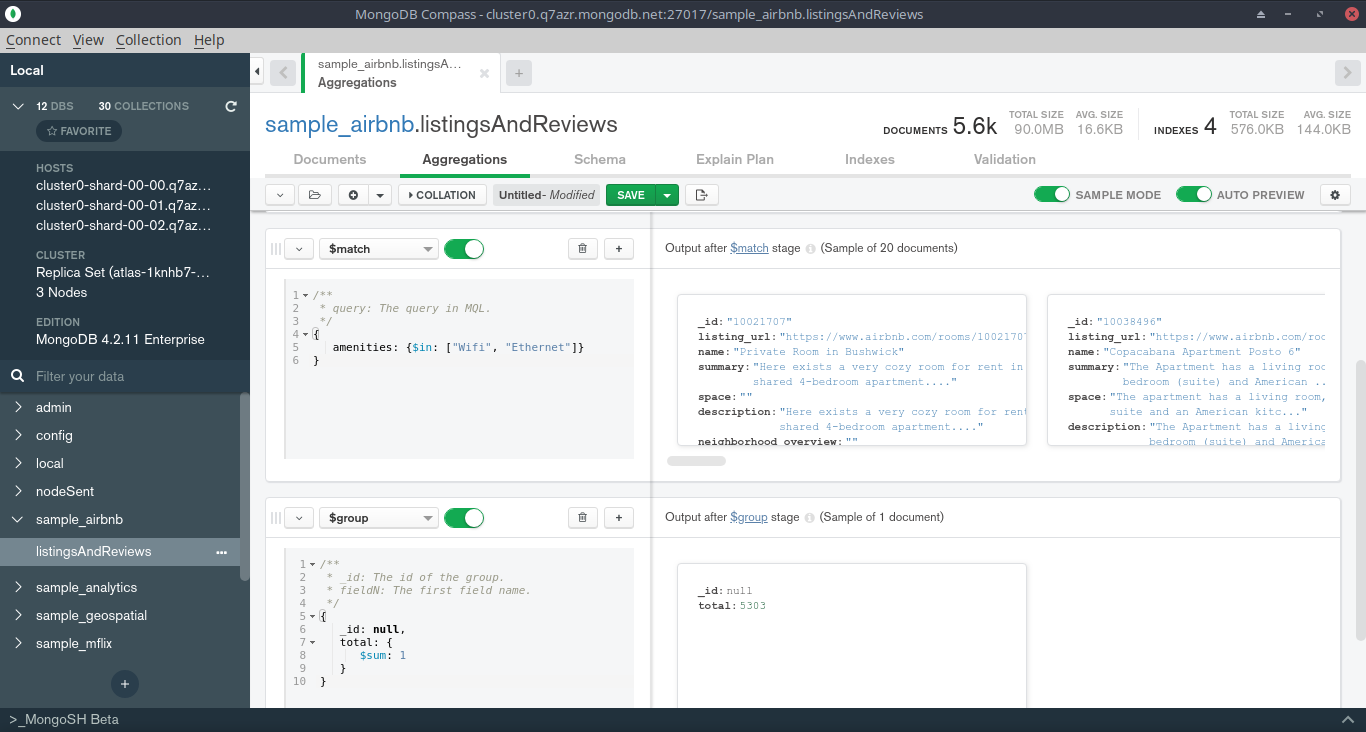 MongoDB Compass - cluster0.q7azr.mongodb.net:27017/sample_airbnb.listingsAndReviews
Connect View Collection Help
Local
12 DBS 30 COLLECTIONS
FAVORITE
HOSTS
cluster0-shard-00-00.q7az...
cluster0-shard-00-01.q7az...
cluster0-shard-00-02.q7az...
CLUSTER
Replica Set (atlas-1knhb7-...
3 Nodes
EDITION
MongoDB 4.2.11 Enterprise
Filter your data
admin
config
local
nodeSent
sample_airbnb
listingsAndReviews ...
sample_analytics
sample_geospatial
sample_mflix
+
sample_airbnb.listingsA...
Aggregations
+
sample_airbnb.listingsAndReviews
DOCUMENTS 5.6k TOTAL SIZE 90.0MB AVG. SIZE 16.6KB INDEXES 4 TOTAL SIZE 576.0KB AVG. SIZE 144.0KB
Documents Aggregations Schema Explain Plan Indexes Validation
COLLATION Untitled- Modified SAVE SAMPLE MODE AUTO PREVIEW
$match +
1 /**
2 * query: The query in MQL.
3 */
4 {
5 amenities: {$in: ["Wifi", "Ethernet"]}
6 }
Output after $match stage (Sample of 20 documents)
_id: "10021707"
listing_url: "https://www.airbnb.com/rooms/10021707
name: "Private Room in Bushwick"
summary: "Here exists a very cozy room for rent in
shared 4-bedroom apartment...."
space: ""
description: "Here exists a very cozy room for rent
shared 4-bedroom apartment...."
neighborhood_overview: ""
_id: "10038496"
listing_url: "https://www.airbnb.com/roo
name: "Copacabana Apartment Posto 6"
summary: "The Apartment has a living roo
bedroom (suite) and American ..
space: "The apartment has a living room,
suite and an American kitc..."
description: "The Apartment has a living
bedroom (suite) and America
$group +
1 /**
2 * _id: The id of the group.
3 * fieldN: The first field name.
4 */
5 {
6 _id: null,
7 total: {
8 $sum: 1
9 }
10 }
Output after $group stage (Sample of 1 document)
_id: null
total: 5303
>_MongoSH Beta